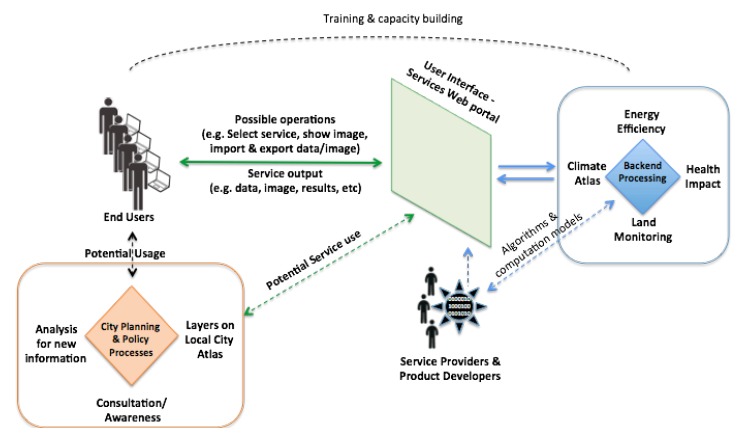 Training & capacity building
User Interface -
Services Web portal
Possible operations
(e.g. Select service, show image,
import & export data/image)
Service output
(e.g. data, image, results, etc)
End Users
Energy
Efficiency
Climate
Atlas
Backend
Processing
Health
Impact
Land
Monitoring
Algorithms &
computation models
Potential Usage
Potential Service use
City Planning
& Policy
Processes
Analysis
for new
information
Layers on
Local City
Atlas
Consultation/
Awareness
Service Providers &
Product Developers